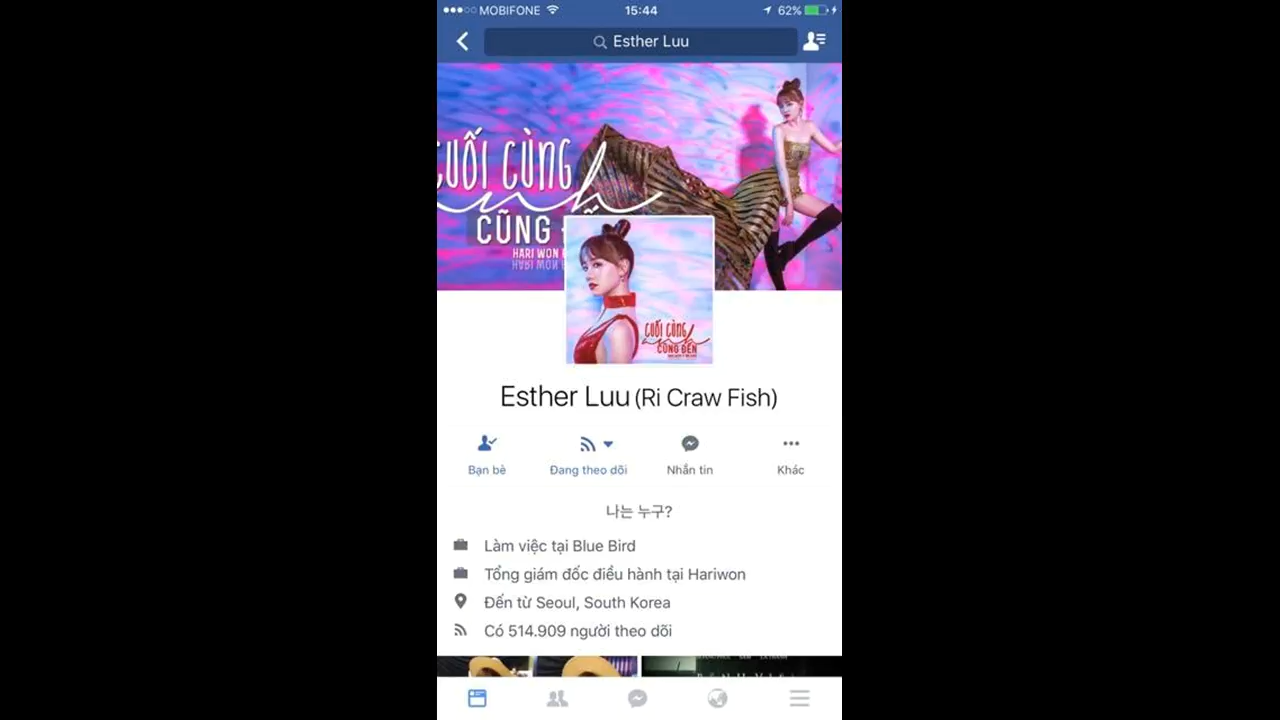 MOBIFONE 15:44 62%
Esther Luu
CUỐI CÙNG
anh
CŨNG
HARI WON
Cuối cùng
anh
CŨNG ĐẾN
Esther Luu (Ri Craw Fish)
Bạn bè Đang theo dõi Nhắn tin Khác
나는 누구?
Làm việc tại Blue Bird
Tổng giám đốc điều hành tại Hariwon
Đến từ Seoul, South Korea
Có 514.909 người theo dõi